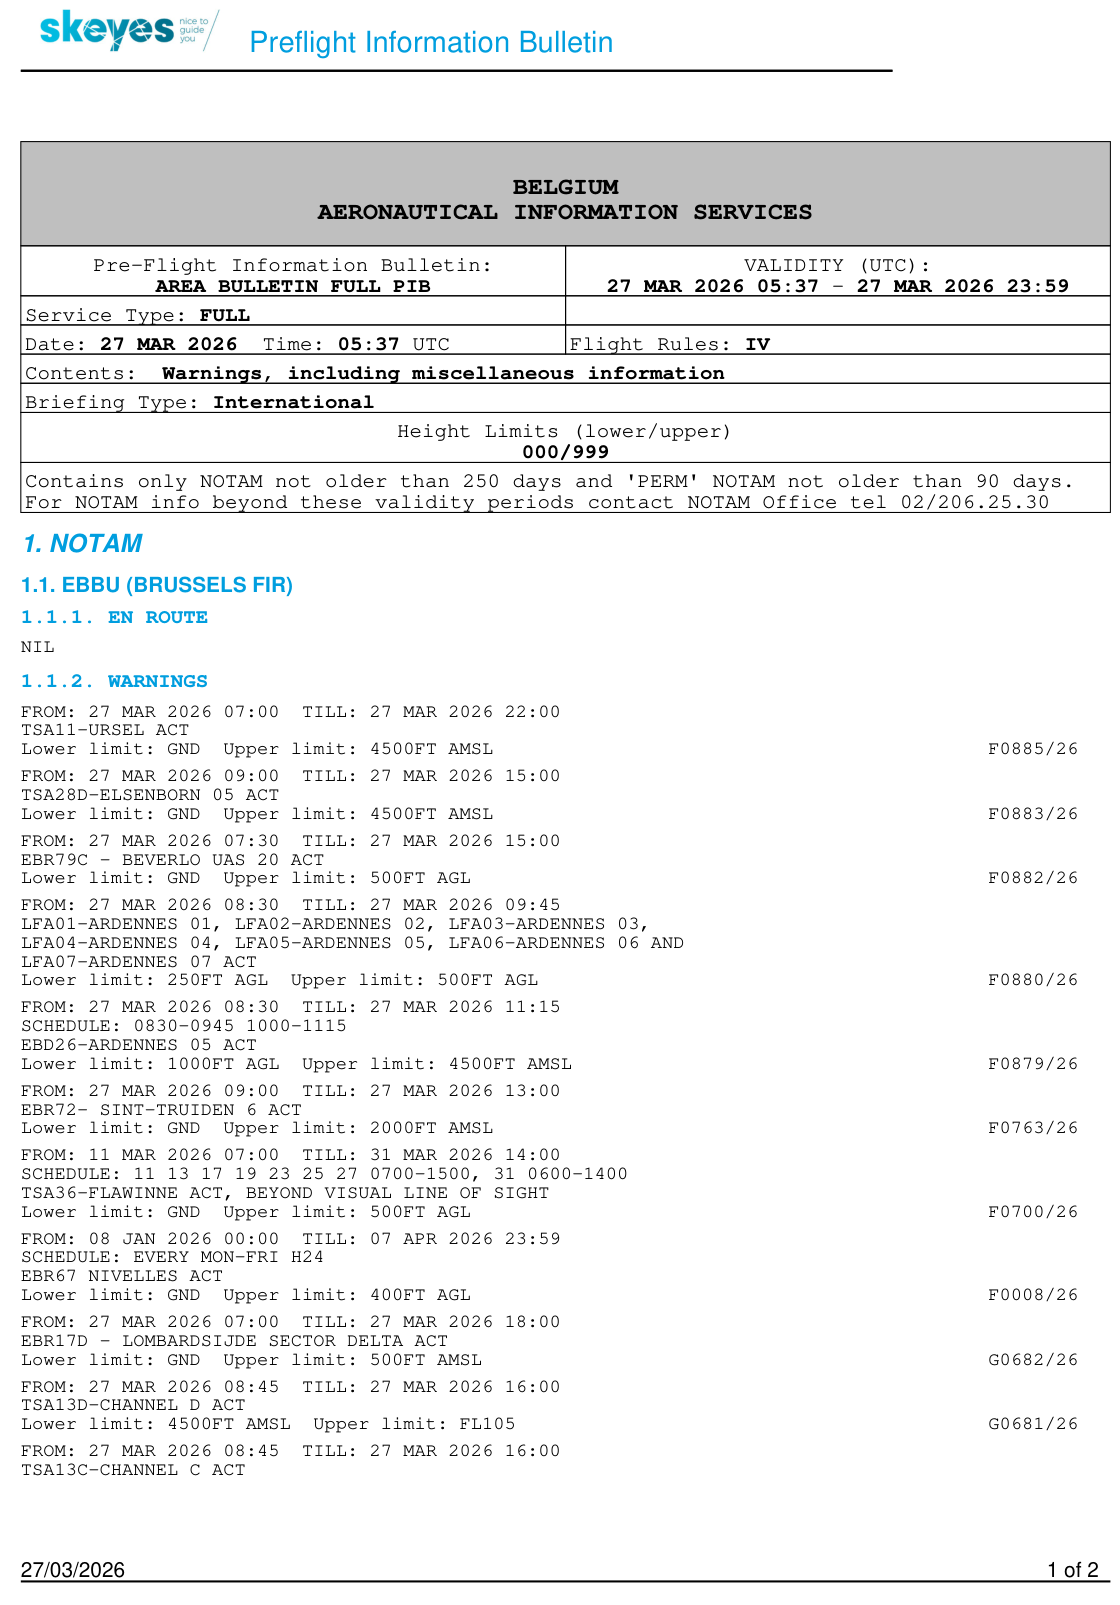 skeyes nice to guide you
Preflight Information Bulletin
BELGIUM
AERONAUTICAL INFORMATION SERVICES
Pre-Flight Information Bulletin:
AREA BULLETIN FULL PIB
VALIDITY (UTC):
27 MAR 2026 05:37 - 27 MAR 2026 23:59
Service Type: FULL
Date: 27 MAR 2026 Time: 05:37 UTC
Flight Rules: IV
Contents: Warnings, including miscellaneous information
Briefing Type: International
Height Limits (lower/upper)
000/999
Contains only NOTAM not older than 250 days and 'PERM' NOTAM not older than 90 days.
For NOTAM info beyond these validity periods contact NOTAM Office tel 02/206.25.30
1. NOTAM
1.1. EBBU (BRUSSELS FIR)
1.1.1. EN ROUTE
NIL
1.1.2. WARNINGS
FROM: 27 MAR 2026 07:00 TILL: 27 MAR 2026 22:00
TSA11-URSEL ACT
Lower limit: GND Upper limit: 4500FT AMSL F0885/26
FROM: 27 MAR 2026 09:00 TILL: 27 MAR 2026 15:00
TSA28D-ELSENBORN 05 ACT
Lower limit: GND Upper limit: 4500FT AMSL F0883/26
FROM: 27 MAR 2026 07:30 TILL: 27 MAR 2026 15:00
EBR79C - BEVERLO UAS 20 ACT
Lower limit: GND Upper limit: 500FT AGL F0882/26
FROM: 27 MAR 2026 08:30 TILL: 27 MAR 2026 09:45
LFA01-ARDENNES 01, LFA02-ARDENNES 02, LFA03-ARDENNES 03,
LFA04-ARDENNES 04, LFA05-ARDENNES 05, LFA06-ARDENNES 06 AND
LFA07-ARDENNES 07 ACT
Lower limit: 250FT AGL Upper limit: 500FT AGL F0880/26
FROM: 27 MAR 2026 08:30 TILL: 27 MAR 2026 11:15
SCHEDULE: 0830-0945 1000-1115
EBD26-ARDENNES 05 ACT
Lower limit: 1000FT AGL Upper limit: 4500FT AMSL F0879/26
FROM: 27 MAR 2026 09:00 TILL: 27 MAR 2026 13:00
EBR72- SINT-TRUIDEN 6 ACT
Lower limit: GND Upper limit: 2000FT AMSL F0763/26
FROM: 11 MAR 2026 07:00 TILL: 31 MAR 2026 14:00
SCHEDULE: 11 13 17 19 23 25 27 0700-1500, 31 0600-1400
TSA36-FLAWINNE ACT, BEYOND VISUAL LINE OF SIGHT
Lower limit: GND Upper limit: 500FT AGL F0700/26
FROM: 08 JAN 2026 00:00 TILL: 07 APR 2026 23:59
SCHEDULE: EVERY MON-FRI H24
EBR67 NIVELLES ACT
Lower limit: GND Upper limit: 400FT AGL F0008/26
FROM: 27 MAR 2026 07:00 TILL: 27 MAR 2026 18:00
EBR17D - LOMBARDSIJDE SECTOR DELTA ACT
Lower limit: GND Upper limit: 500FT AMSL G0682/26
FROM: 27 MAR 2026 08:45 TILL: 27 MAR 2026 16:00
TSA13D-CHANNEL D ACT
Lower limit: 4500FT AMSL Upper limit: FL105 G0681/26
FROM: 27 MAR 2026 08:45 TILL: 27 MAR 2026 16:00
TSA13C-CHANNEL C ACT
27/03/2026 1 of 2